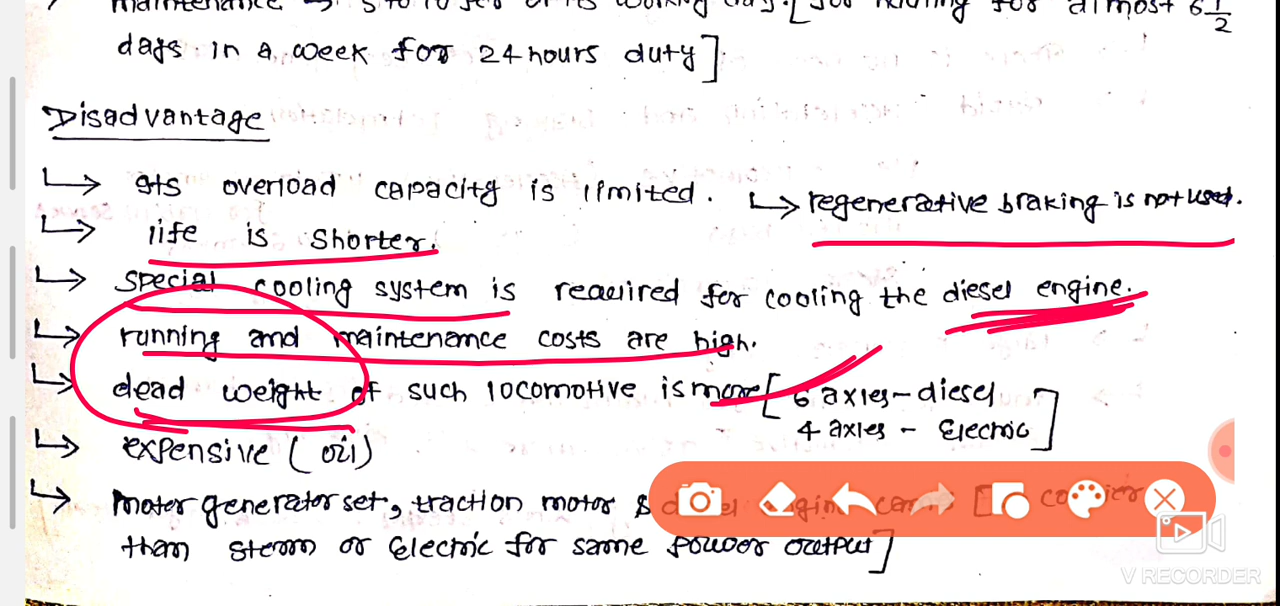 days in a week for 24 hours duty]
Disadvantage
↳ Its overload capacity is limited. ↳ regenerative braking is not used.
↳ life is shorter.
↳ special cooling system is required for cooling the diesel engine.
↳ running and maintenance costs are high.
↳ dead weight of such locomotive is more [6 axles - diesel
4 axles - Electric]
↳ expensive (oil)
↳ motor generator set, traction motor &
than steam or Electric for same power output]
V RECORDER